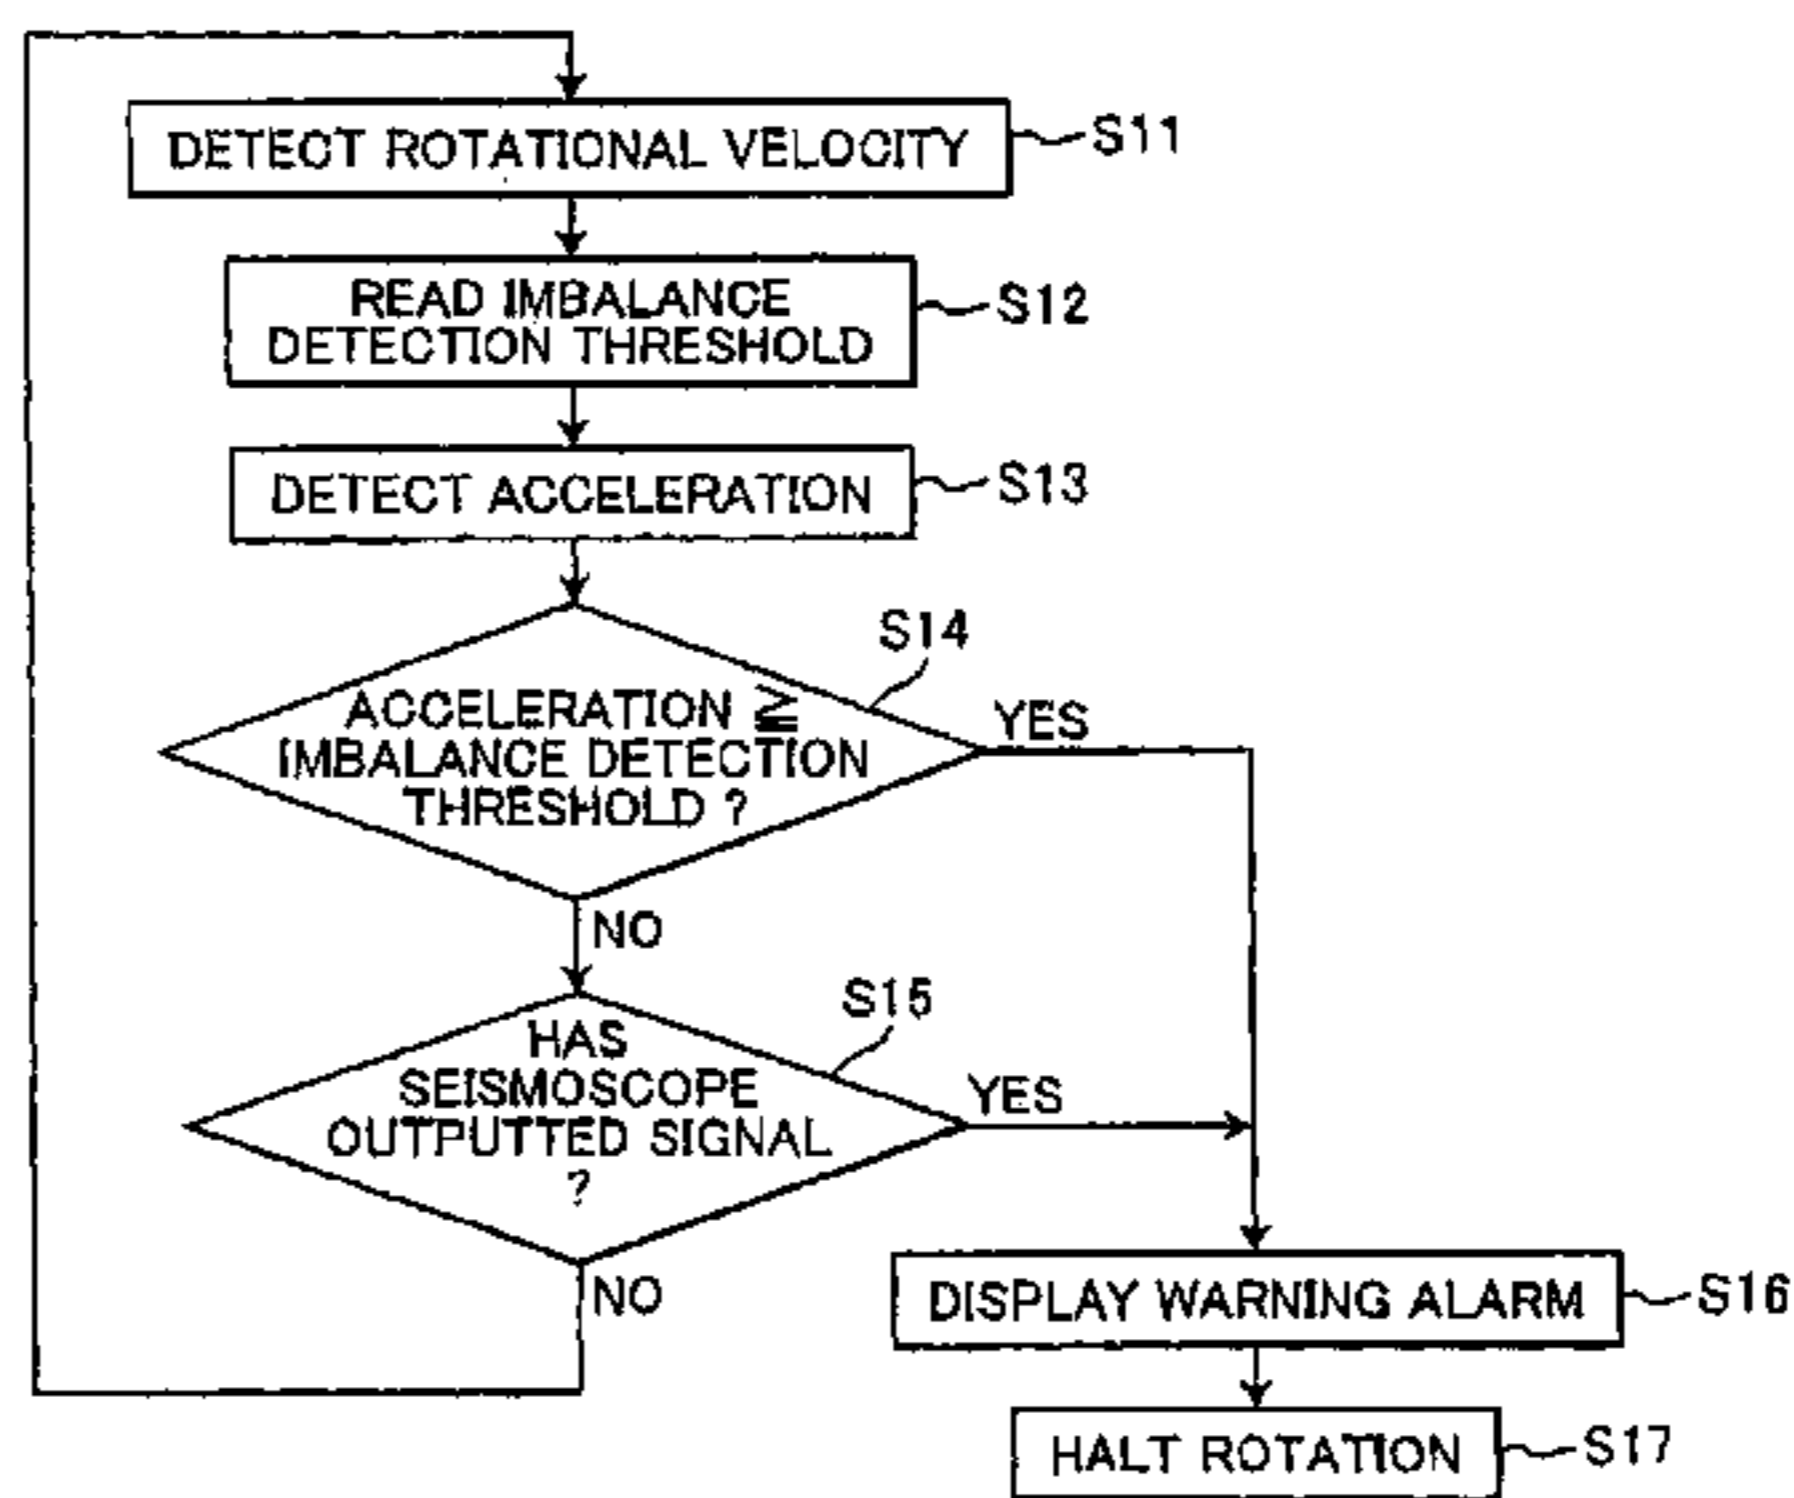 DETECT ROTATIONAL VELOCITY
S11
READ IMBALANCE
DETECTION THRESHOLD
S12
DETECT ACCELERATION
S13
S14
ACCELERATION ≧
IMBALANCE DETECTION
THRESHOLD ?
YES
NO
S15
HAS
SEISMOSCOPE
OUTPUTTED SIGNAL
?
YES
NO
DISPLAY WARNING ALARM
S16
HALT ROTATION
S17